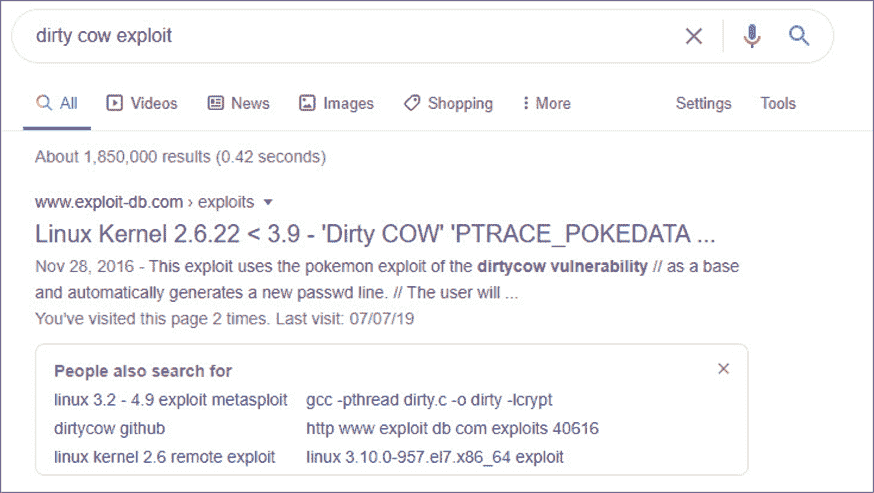 dirty cow exploit
All Videos News Images Shopping More Settings Tools
About 1,850,000 results (0.42 seconds)
www.exploit-db.com › exploits
Linux Kernel 2.6.22 < 3.9 - 'Dirty COW' 'PTRACE_POKEDATA ...
Nov 28, 2016 - This exploit uses the pokemon exploit of the dirtycow vulnerability // as a base
and automatically generates a new passwd line. // The user will ...
You've visited this page 2 times. Last visit: 07/07/19
People also search for
linux 3.2 - 4.9 exploit metasploit gcc -pthread dirty.c -o dirty -lcrypt
dirtycow github http www exploit db com exploits 40616
linux kernel 2.6 remote exploit linux 3.10.0-957.el7.x86_64 exploit